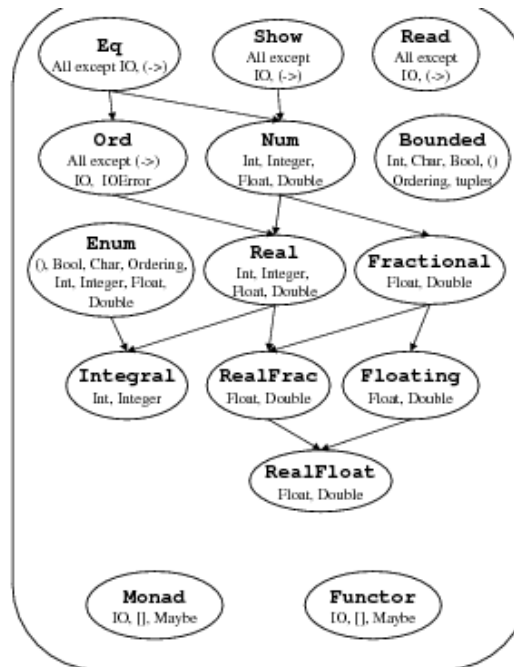 Eq
All except IO, (->)
Show
All except
IO, (->)
Read
All except
IO, (->)
Ord
All except (->)
IO, IOError
Num
Int, Integer,
Float, Double
Bounded
Int, Char, Bool, ()
Ordering, tuples
Enum
(), Bool, Char, Ordering,
Int, Integer, Float,
Double
Real
Int, Integer,
Float, Double
Fractional
Float, Double
Integral
Int, Integer
RealFrac
Float, Double
Floating
Float, Double
RealFloat
Float, Double
Monad
IO, [], Maybe
Functor
IO, [], Maybe